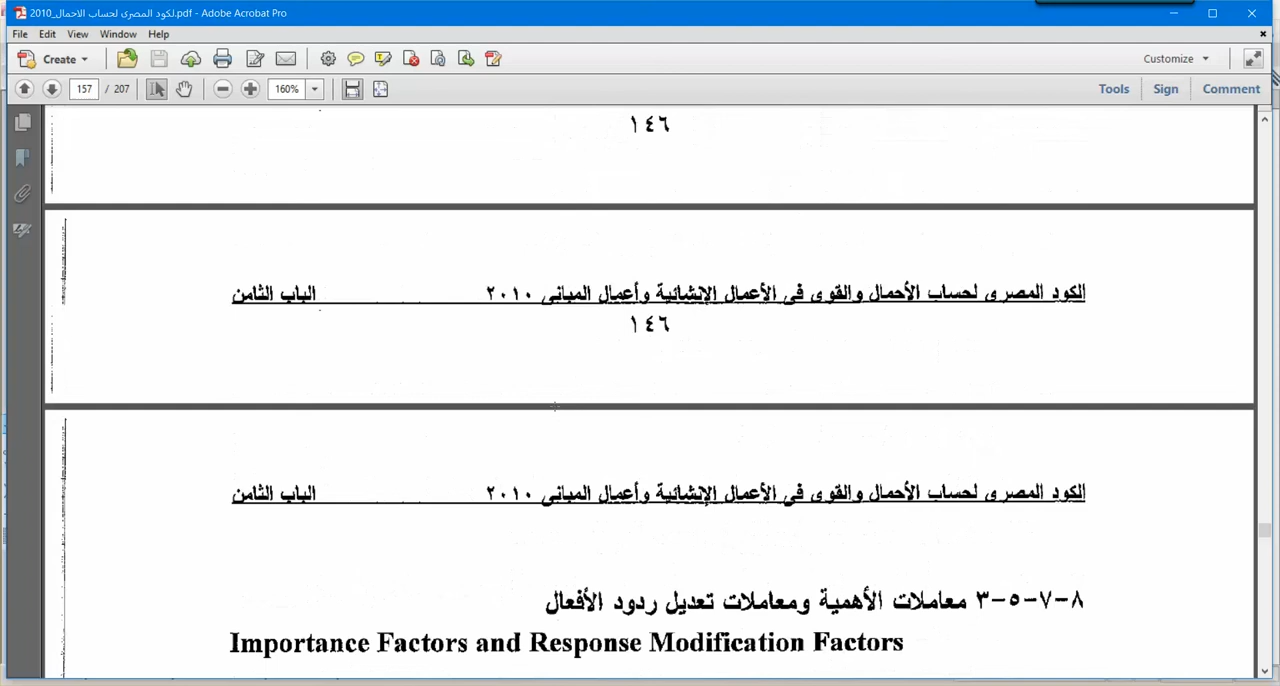 2010_لكود المصرى لحساب الاحمال.pdf - Adobe Acrobat Pro
File Edit View Window Help
Create
Customize
157 / 207
160%
Tools Sign Comment
١٤٦
الكود المصرى لحساب الأحمال والقوى فى الأعمال الإنشائية وأعمال المبانى ٢٠١٠ الباب الثامن
١٤٦
الكود المصرى لحساب الأحمال والقوى فى الأعمال الإنشائية وأعمال المبانى ٢٠١٠ الباب الثامن
٨-٧-٥-٣ معاملات الأهمية ومعاملات تعديل ردود الأفعال
Importance Factors and Response Modification Factors